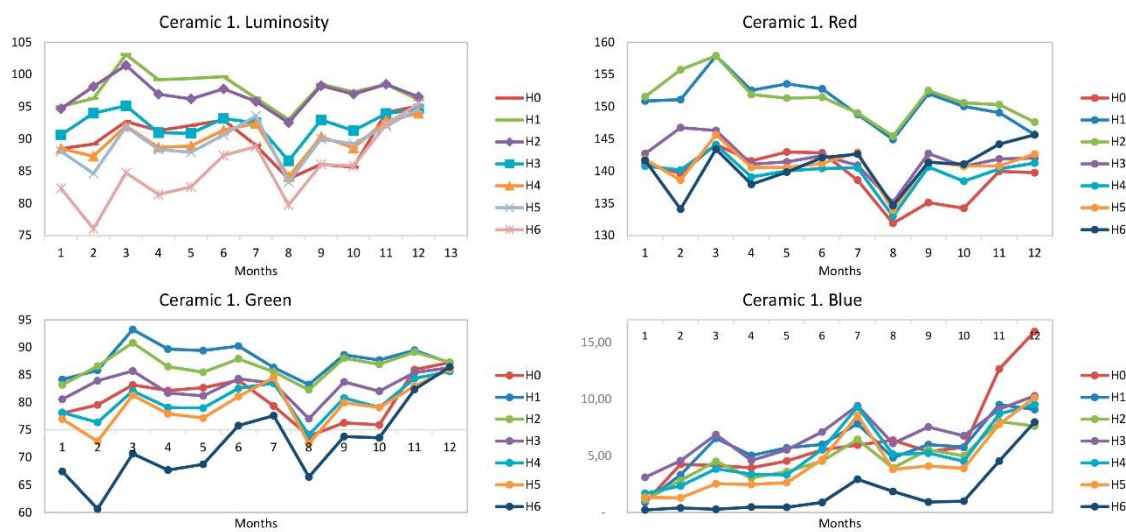 Ceramic 1. Luminosity
105
100
95
90
85
80
75
1 2 3 4 5 6 7 8 9 10 11 12 13
Months
H0
H1
H2
H3
H4
H5
H6
Ceramic 1. Red
160
155
150
145
140
135
130
1 2 3 4 5 6 7 8 9 10 11 12
Months
H0
H1
H2
H3
H4
H5
H6
Ceramic 1. Green
95
90
85
80
75
70
65
60
1 2 3 4 5 6 7 8 9 10 11 12
Months
H0
H1
H2
H3
H4
H5
H6
Ceramic 1. Blue
1 2 3 4 5 6 7 8 9 10 11 12
15,00
10,00
5,00
-
Months
H0
H1
H2
H3
H4
H5
H6